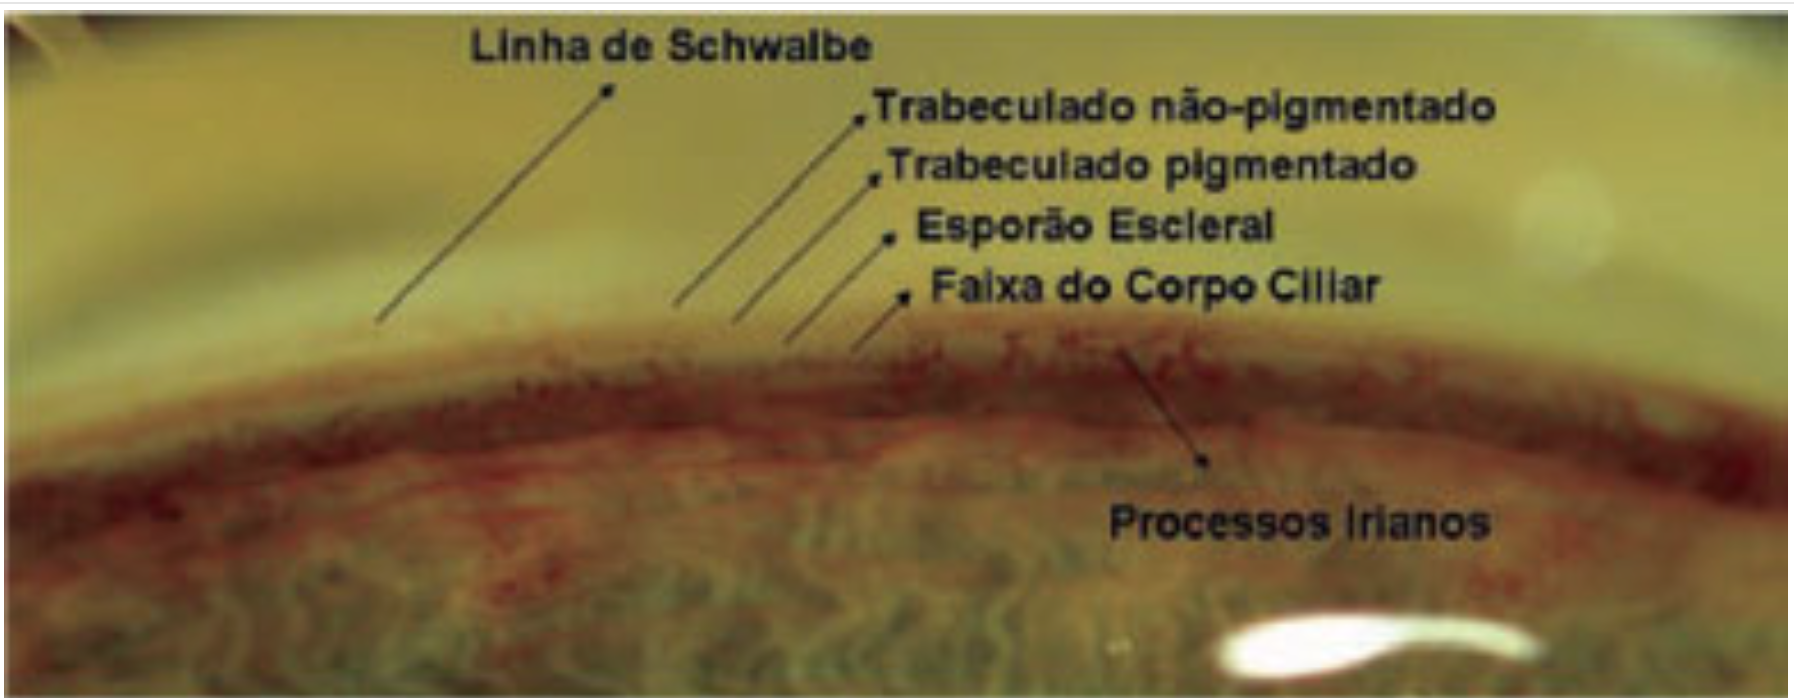 Linha de Schwalbe
Trabeculado não-pigmentado
Trabeculado pigmentado
Esporão Escleral
Faixa do Corpo Ciliar
Processos Irianos